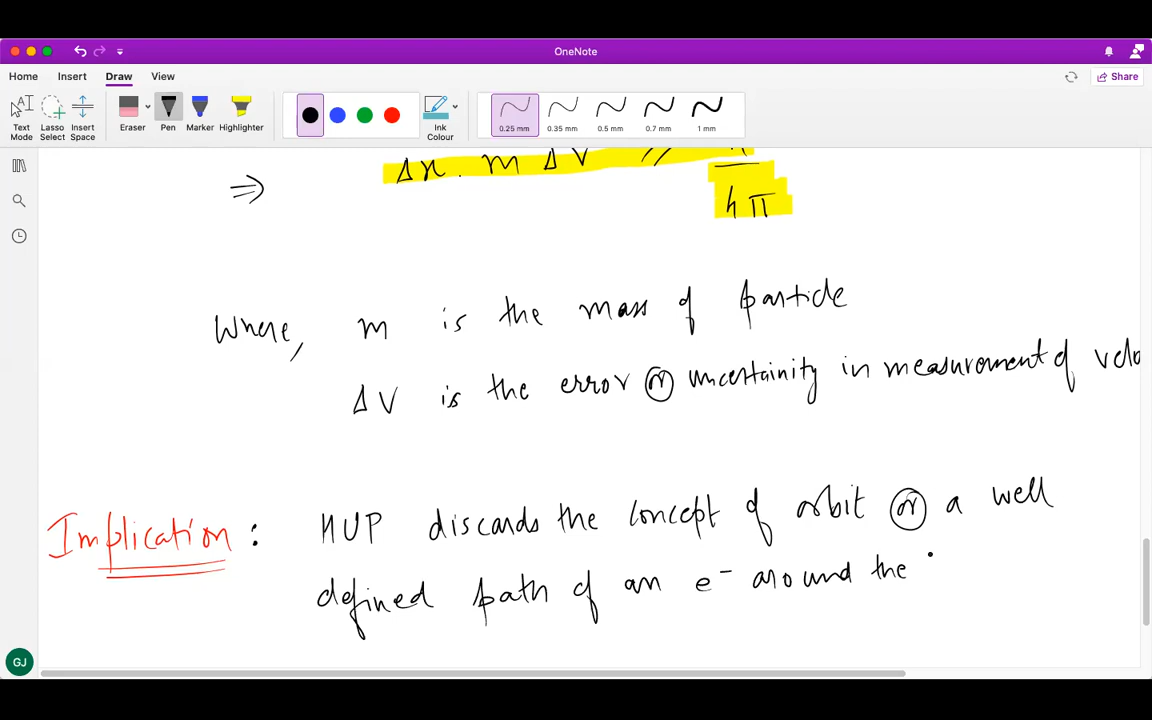 OneNote
Home Insert Draw View
Share
Text Mode Lasso Select Insert Space Eraser Pen Marker Highlighter Ink Colour 0.25 mm 0.35 mm 0.5 mm 0.7 mm 1 mm
⇒ Δx . m ΔV ≥
4π
Where, m is the mass of particle
ΔV is the error or uncertainity in measurement of velo
Implication : HUP discards the concept of orbit or a well
defined path of an e⁻ around the
GJ